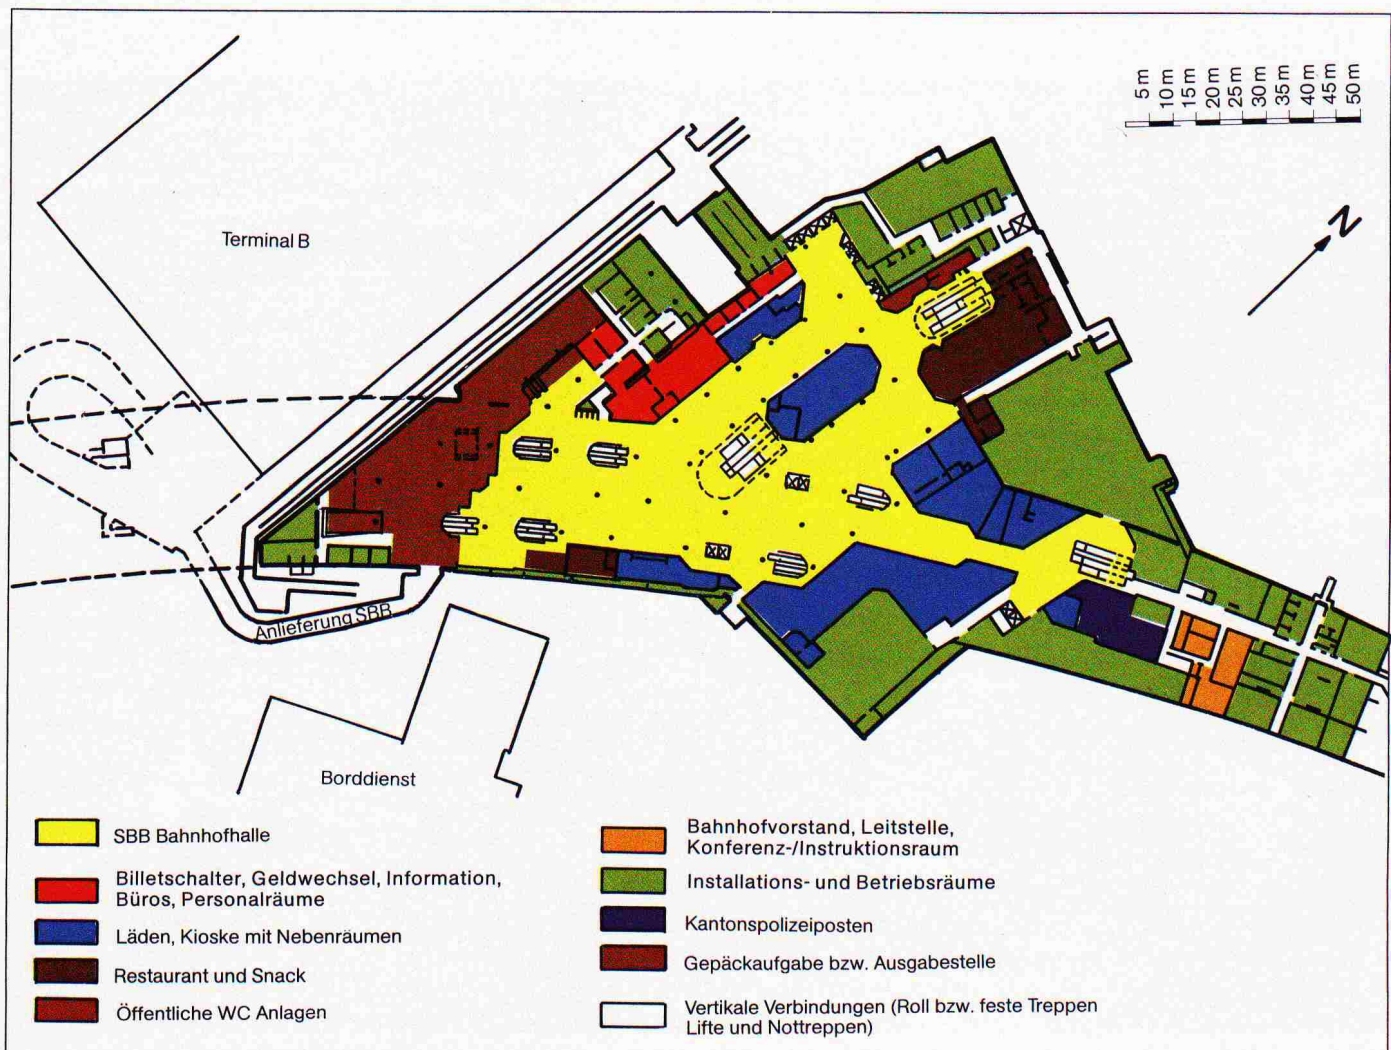 5 m
10 m
15 m
20 m
25 m
30 m
35 m
40 m
45 m
50 m
N
Terminal B
Anlieferung SBB
Borddienst
SBB Bahnhofhalle
Billetschalter, Geldwechsel, Information,
Büros, Personalräume
Läden, Kioske mit Nebenräumen
Restaurant und Snack
Öffentliche WC Anlagen
Bahnhofvorstand, Leitstelle,
Konferenz-/Instruktionsraum
Installations- und Betriebsräume
Kantonspolizeiposten
Gepäckaufgabe bzw. Ausgabestelle
Vertikale Verbindungen (Roll bzw. feste Treppen
Lifte und Nottreppen)